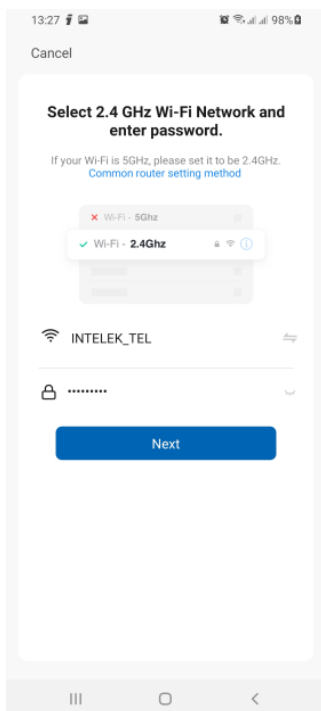 13:27 98%
Cancel
Select 2.4 GHz Wi-Fi Network and
enter password.
If your Wi-Fi is 5GHz, please set it to be 2.4GHz.
Common router setting method
Wi-Fi - 5Ghz
Wi-Fi - 2.4Ghz
INTELEK_TEL
•••••••••
Next